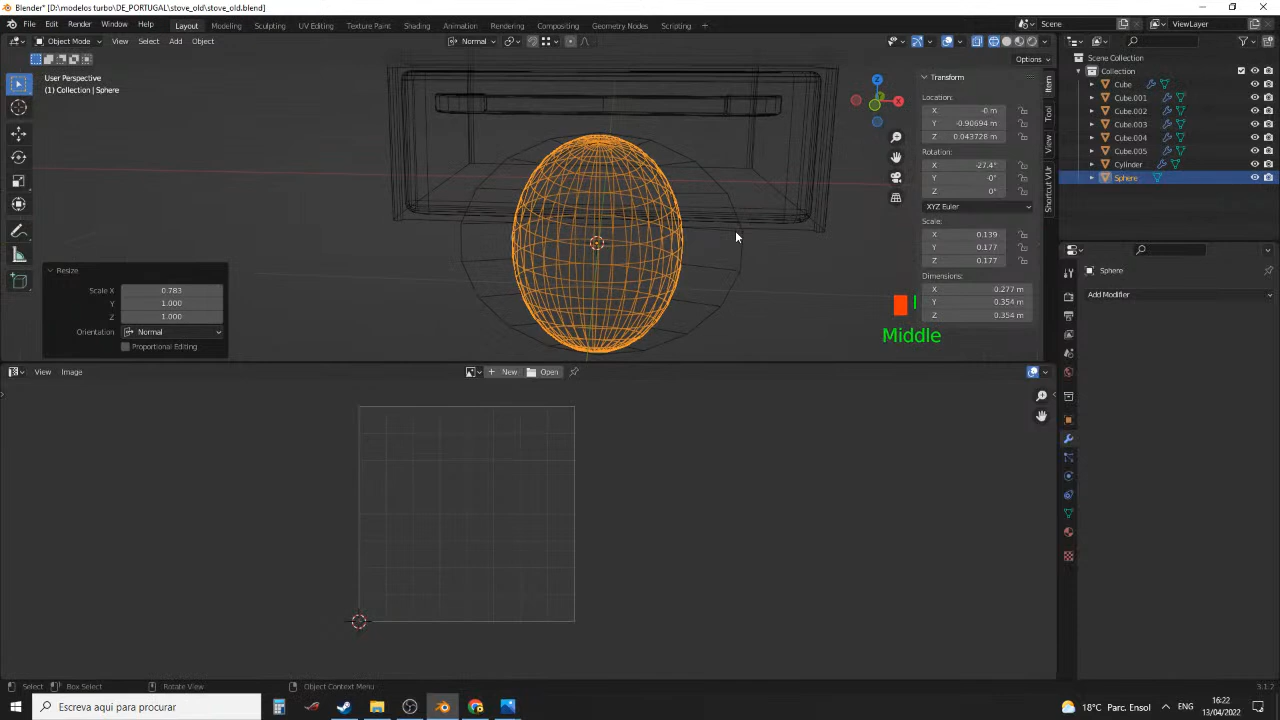 Blender* [D:\modelos turbo\DE_PORTUGAL\stove_old\stove_old.blend]
File Edit Render Window Help Layout Modeling Sculpting UV Editing Texture Paint Shading Animation Rendering Compositing Geometry Nodes Scripting + Scene ViewLayer
Object Mode View Select Add Object Normal
Options
User Perspective
(1) Collection | Sphere
Transform
Location:
X -0 m
Y -0.90694 m
Z 0.043728 m
Rotation:
X -27.4°
Y -0°
Z 0°
XYZ Euler
Scale:
X 0.139
Y 0.177
Z 0.177
Dimensions:
X 0.277 m
Y 0.354 m
Z 0.354 m
Item
Tool
View
Shortcut VUr
X
Z
Middle
Resize
Scale X 0.783
Y 1.000
Z 1.000
Orientation Normal
Proportional Editing
Scene Collection
Collection
Cube
Cube.001
Cube.002
Cube.003
Cube.004
Cube.005
Cylinder
Sphere
Sphere
Add Modifier
View Image New Open
Select Box Select Rotate View Object Context Menu 3.1.2
Escreva aqui para procurar
18°C Parc. Ensol ENG
16:22
13/04/2022